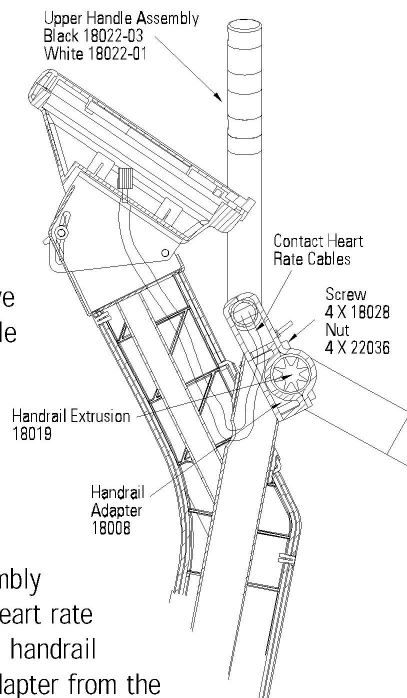 Upper Handle Assembly
Black 18022-03
White 18022-01
Contact Heart
Rate Cables
Screw
4 X 18028
Nut
4 X 22036
Handrail Extrusion
18019
Handrail
Adapter
18008
eart rate
handrail
dapter from the